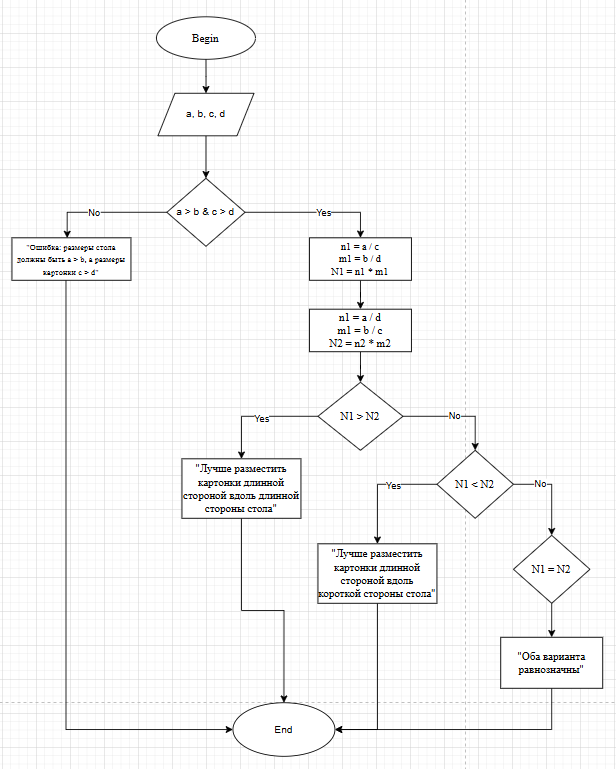 Begin
a, b, c, d
a > b & c > d
No
Yes
"Ошибка: размеры стола
должны быть a > b, а размеры
картонки c > d"
n1 = a / c
m1 = b / d
N1 = n1 * m1
n1 = a / d
m1 = b / c
N2 = n2 * m2
N1 > N2
Yes
No
"Лучше разместить
картонки длинной
стороной вдоль длинной
стороны стола"
N1 < N2
Yes
No
"Лучше разместить
картонки длинной
стороной вдоль
короткой стороны стола"
N1 = N2
"Оба варианта
равнозначны"
End